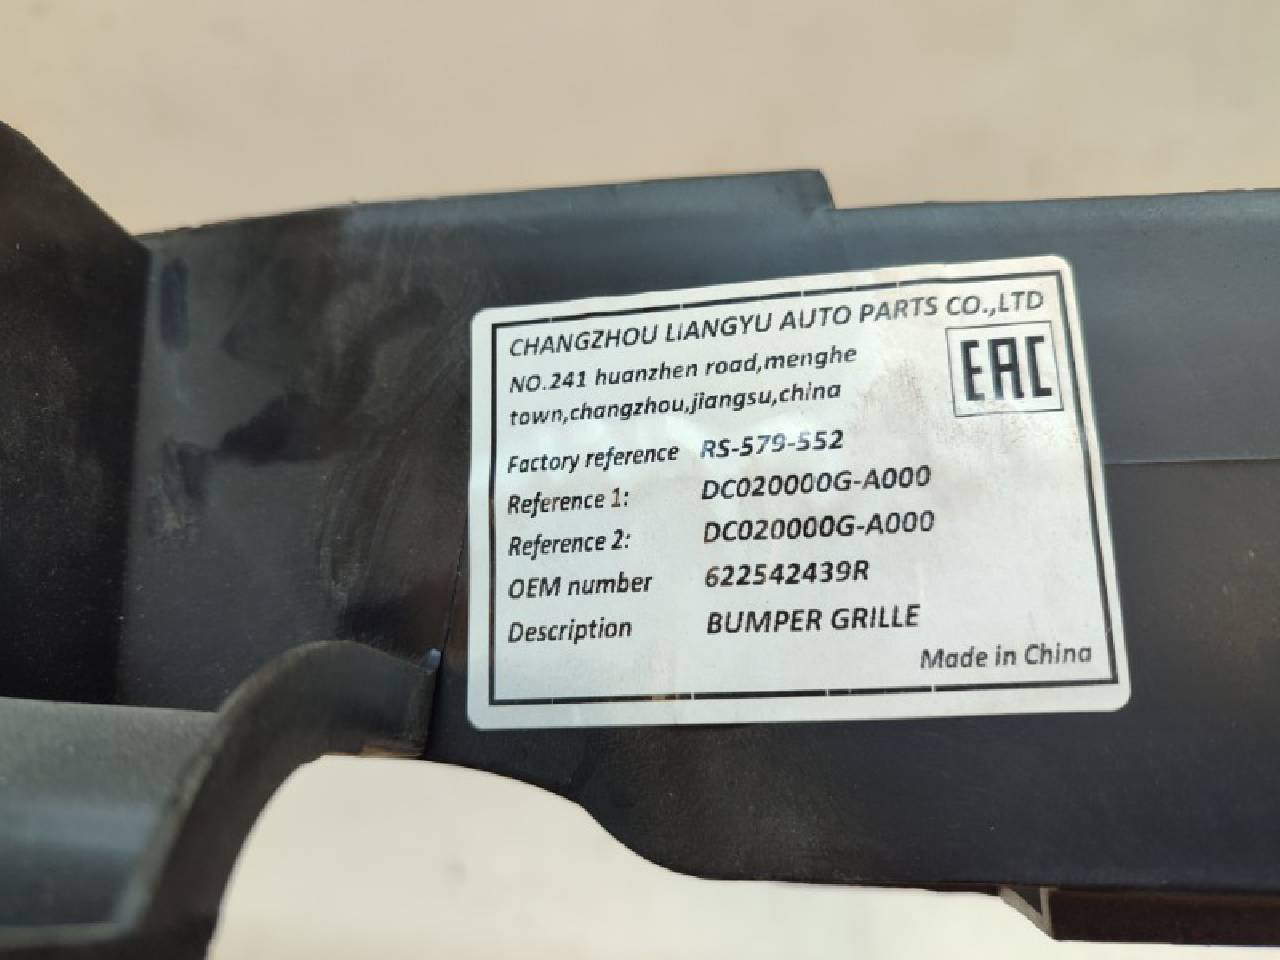 CHANGZHOU LIANGYU AUTO PARTS CO.,LTD
NO.241 huanzhen road,menghe
town,changzhou,jiangsu,china
EAC
Factory reference RS-579-552
Reference 1: DC020000G-A000
Reference 2: DC020000G-A000
OEM number 622542439R
Description BUMPER GRILLE
Made in China